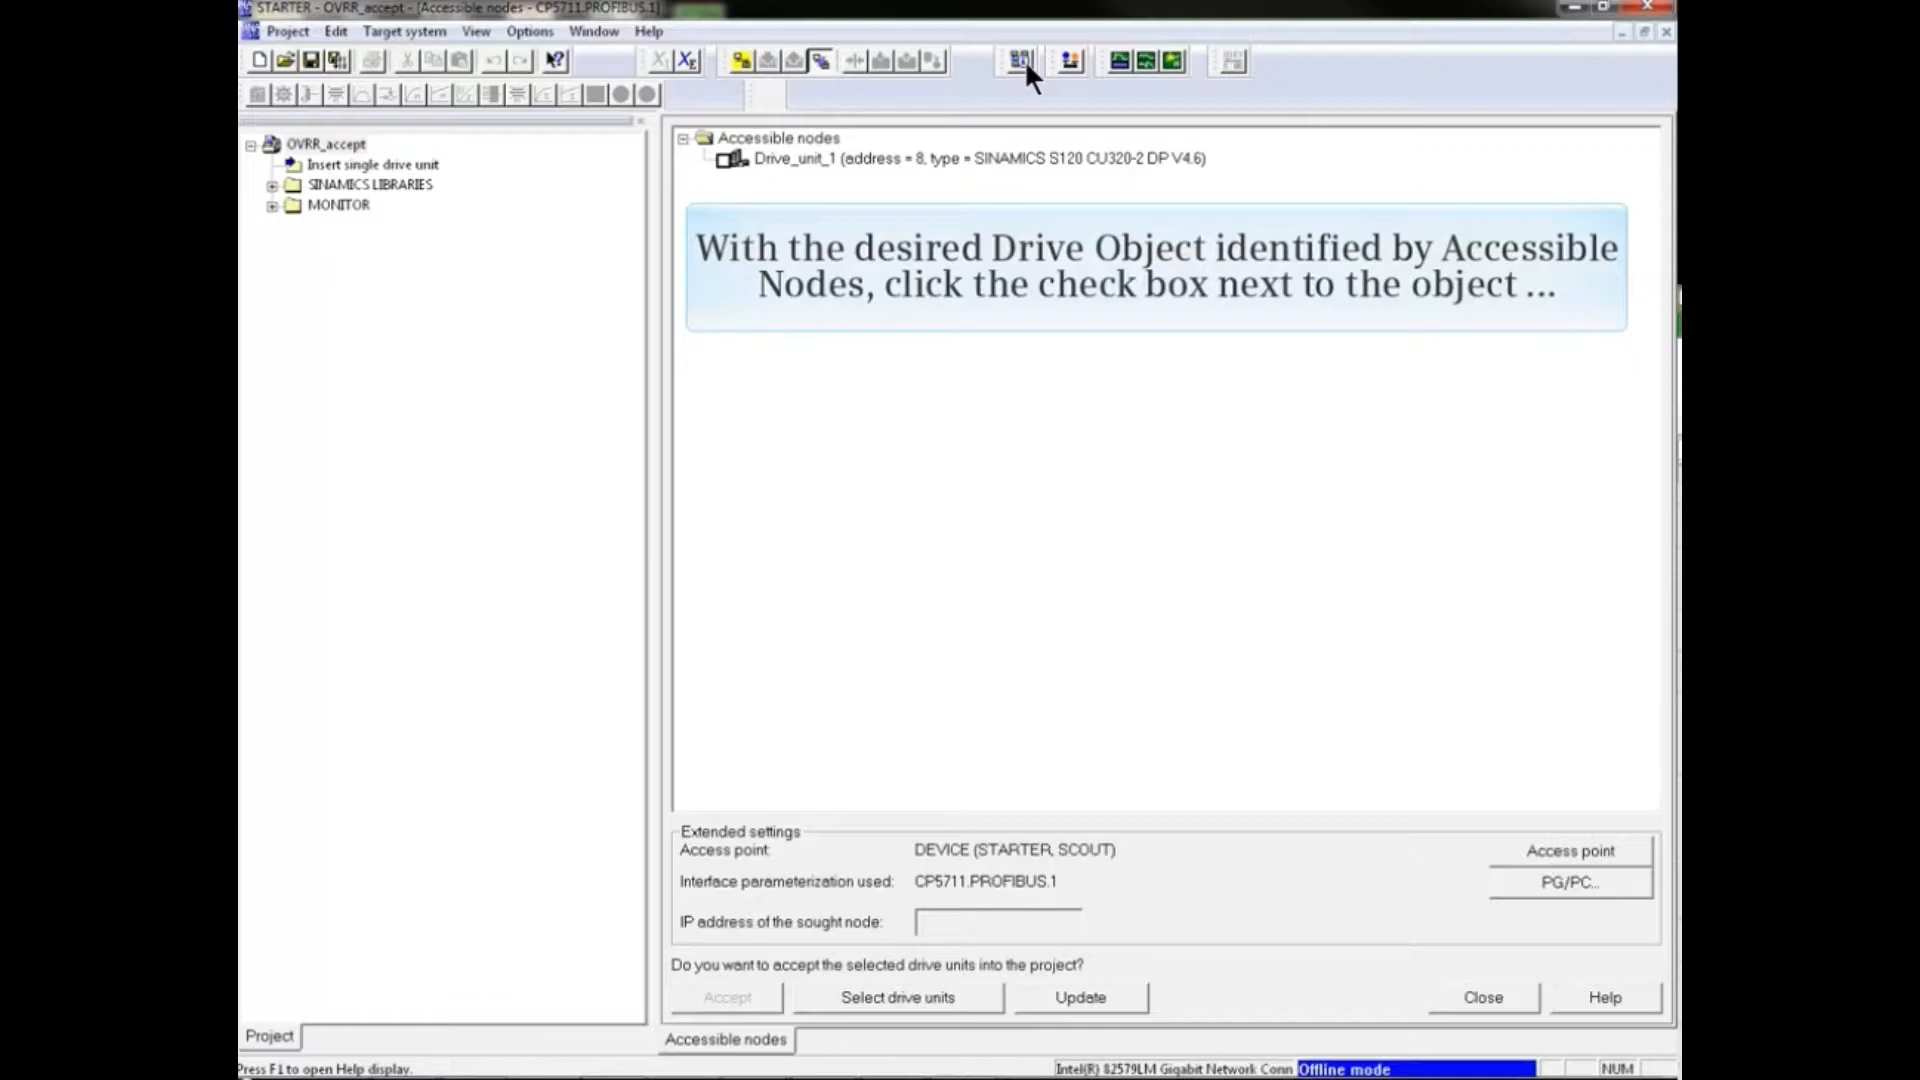 STARTER - OVRR_accept - [Accessible nodes - CP5711.PROFIBUS.1]
Project Edit Target system View Options Window Help
OVRR_accept
Insert single drive unit
SINAMICS LIBRARIES
MONITOR
Accessible nodes
Drive_unit_1 (address = 8, type = SINAMICS S120 CU320-2 DP V4.6)
With the desired Drive Object identified by Accessible
Nodes, click the check box next to the object ...
Extended settings
Access point: DEVICE (STARTER, SCOUT) Access point
Interface parameterization used: CP5711.PROFIBUS.1 PG/PC...
IP address of the sought node:
Do you want to accept the selected drive units into the project?
Accept Select drive units Update Close Help
Project
Accessible nodes
Press F1 to open Help display. Intel(R) 82579LM Gigabit Network Conn Offline mode NUM